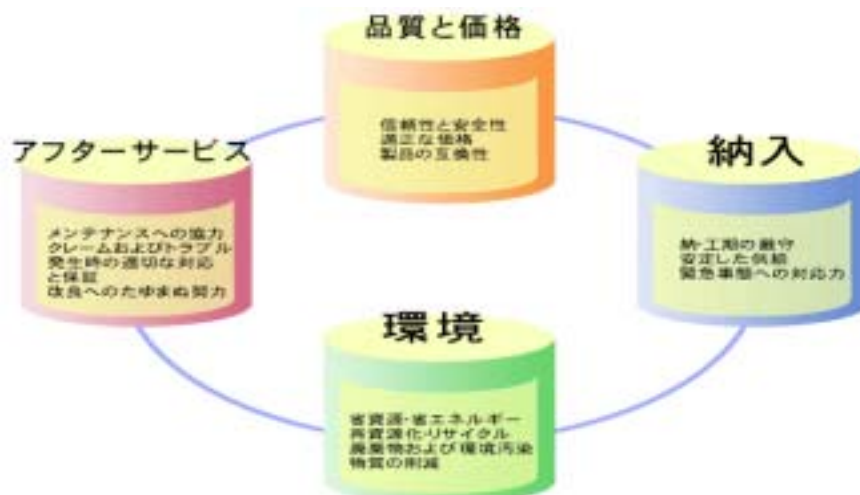 品質と価格
信頼性と安全性
適正な価格
製品の互換性
アフターサービス
メンテナンスへの協力
クレームおよびトラブル
発生時の適切な対応
と保証
改良へのたゆまぬ努力
納入
納・工期の厳守
安定した供給
緊急事態への対応力
環境
省資源・省エネルギー
再資源化・リサイクル
廃棄物および環境汚染
物質の削減